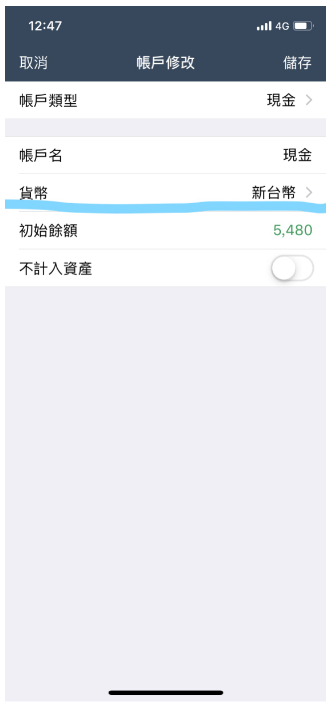 12:47 4G
取消 帳戶修改 儲存
帳戶類型 現金
帳戶名 現金
貨幣 新台幣
初始餘額 5,480
不計入資產